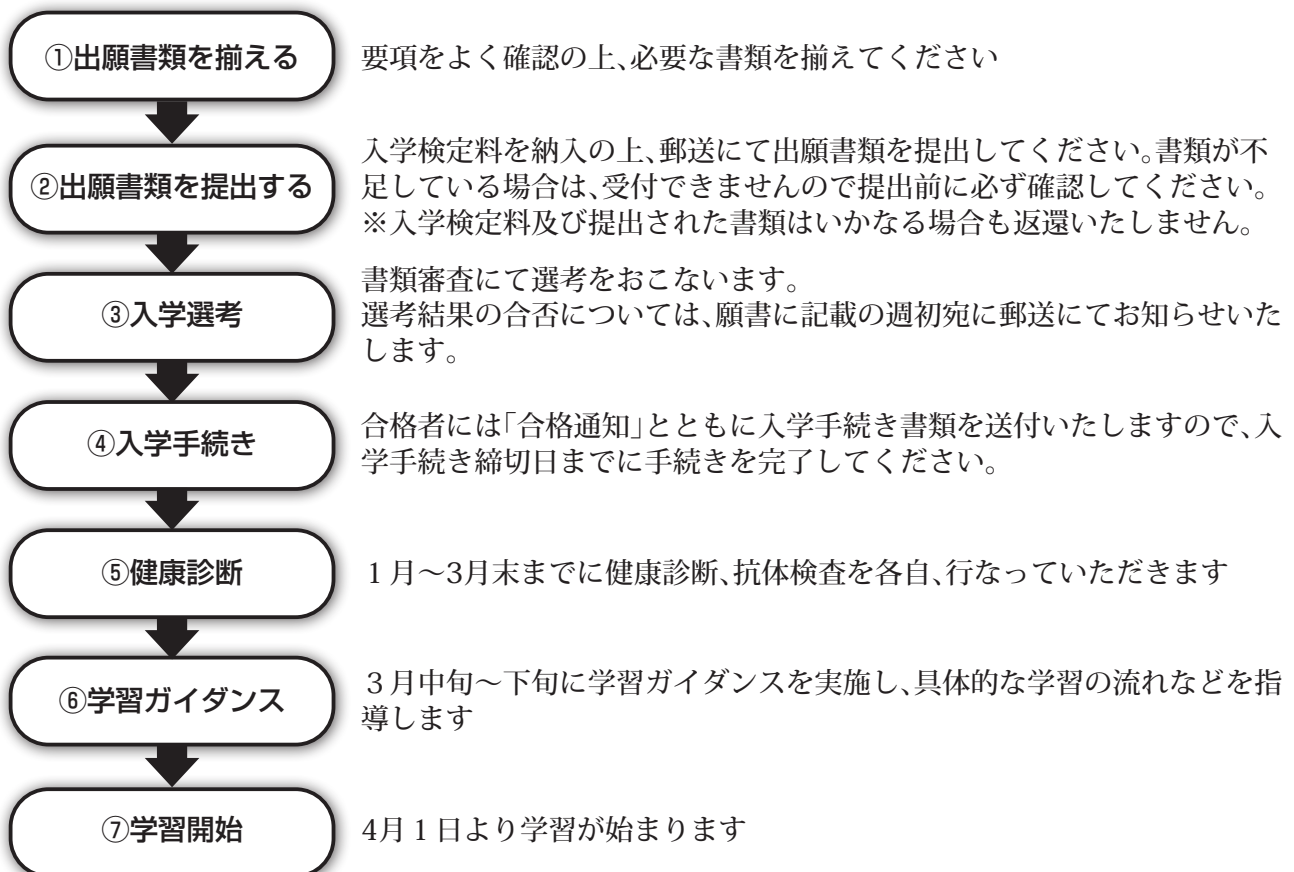 ①出願書類を揃える
要項をよく確認の上、必要な書類を揃えてください
②出願書類を提出する
入学検定料を納入の上、郵送にて出願書類を提出してください。書類が不
足している場合は、受付できませんので提出前に必ず確認してください。
※入学検定料及び提出された書類はいかなる場合も返還いたしません。
③入学選考
書類審査にて選考をおこないます。
選考結果の合否については、願書に記載の週初宛に郵送にてお知らせいた
します。
④入学手続き
合格者には「合格通知」とともに入学手続き書類を送付いたしますので、入
学手続き締切日までに手続きを完了してください。
⑤健康診断
1月〜3月末までに健康診断、抗体検査を各自、行なっていただきます
⑥学習ガイダンス
3月中旬〜下旬に学習ガイダンスを実施し、具体的な学習の流れなどを指
導します
⑦学習開始
4月1日より学習が始まります